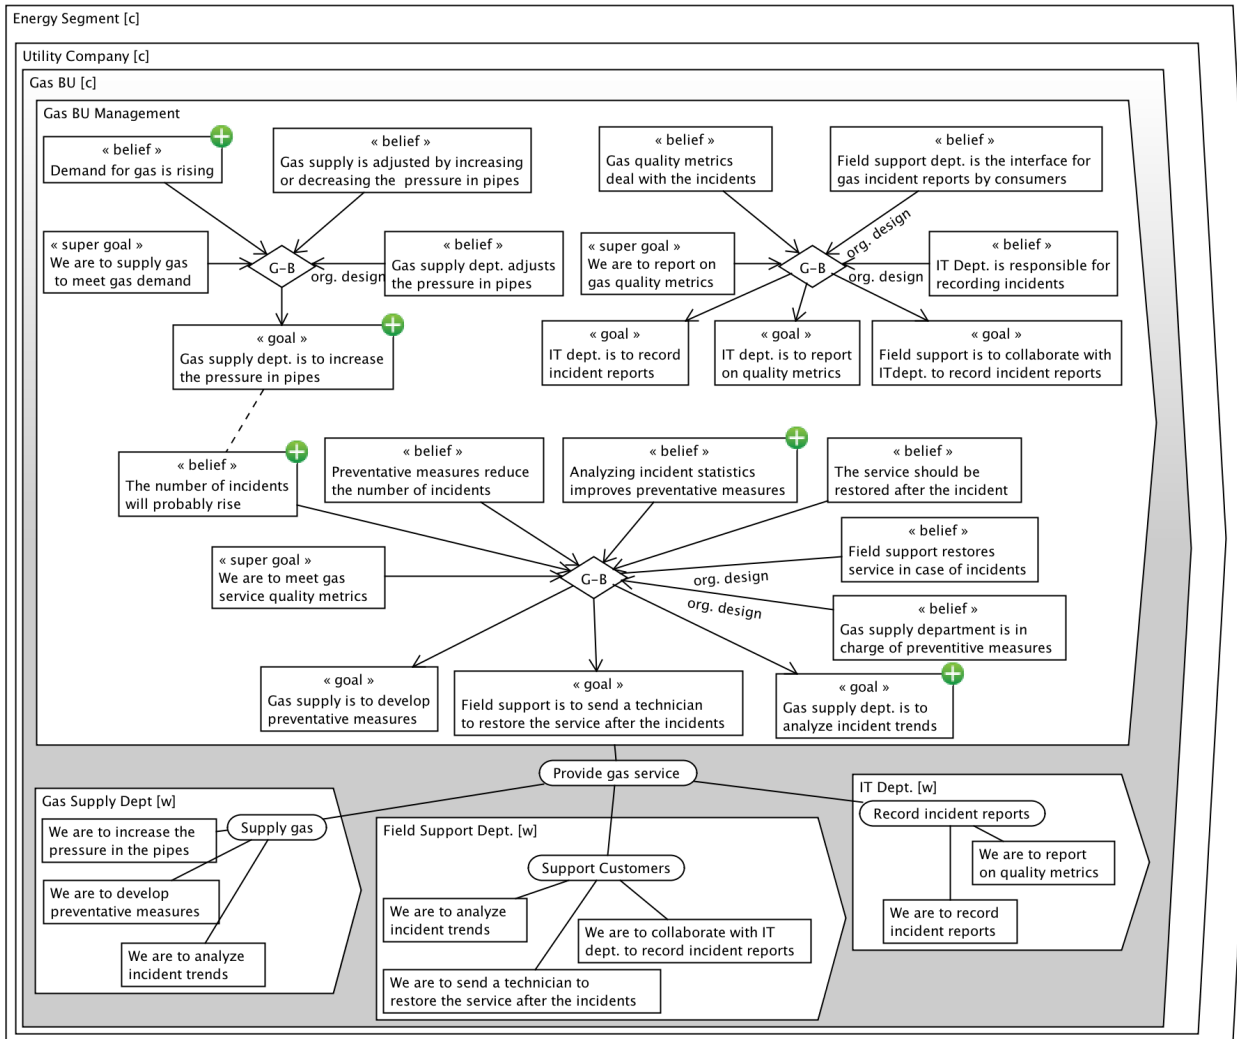 Energy Segment [c]
Utility Company [c]
Gas BU [c]
Gas BU Management
« belief »
Demand for gas is rising
« belief »
Gas supply is adjusted by increasing
or decreasing the pressure in pipes
« belief »
Gas quality metrics
deal with the incidents
« belief »
Field support dept. is the interface for
gas incident reports by consumers
« super goal »
We are to supply gas
to meet gas demand
G-B
org. design
« belief »
Gas supply dept. adjusts
the pressure in pipes
« super goal »
We are to report on
gas quality metrics
G-B
org. design
org. design
« belief »
IT Dept. is responsible for
recording incidents
« goal »
Gas supply dept. is to increase
the pressure in pipes
« goal »
IT dept. is to record
incident reports
« goal »
IT dept. is to report
on quality metrics
« goal »
Field support is to collaborate with
ITdept. to record incident reports
« belief »
The number of incidents
will probably rise
« belief »
Preventative measures reduce
the number of incidents
« belief »
Analyzing incident statistics
improves preventative measures
« belief »
The service should be
restored after the incident
« super goal »
We are to meet gas
service quality metrics
G-B
org. design
org. design
« belief »
Field support restores
service in case of incidents
« belief »
Gas supply department is in
charge of preventitive measures
« goal »
Gas supply is to develop
preventative measures
« goal »
Field support is to send a technician
to restore the service after the incidents
« goal »
Gas supply dept. is to
analyze incident trends
Provide gas service
Gas Supply Dept [w]
Supply gas
We are to increase the
pressure in the pipes
We are to develop
preventative measures
We are to analyze
incident trends
Field Support Dept. [w]
Support Customers
We are to analyze
incident trends
We are to collaborate with IT
dept. to record incident reports
We are to send a technician to
restore the service after the incidents
IT Dept. [w]
Record incident reports
We are to report
on quality metrics
We are to record
incident reports